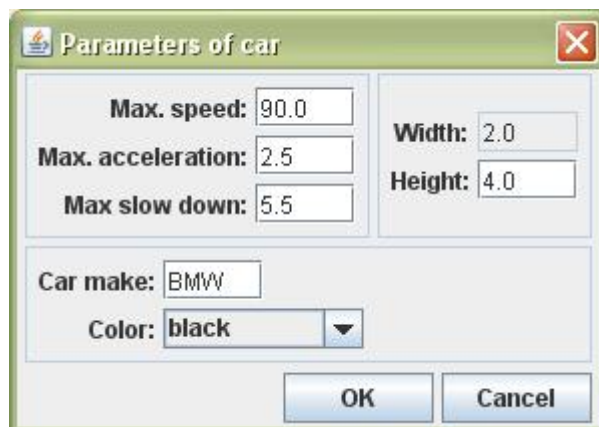 Parameters of car
Max. speed: 90.0
Max. acceleration: 2.5
Max slow down: 5.5
Width: 2.0
Height: 4.0
Car make: BMW
Color: black
OK Cancel